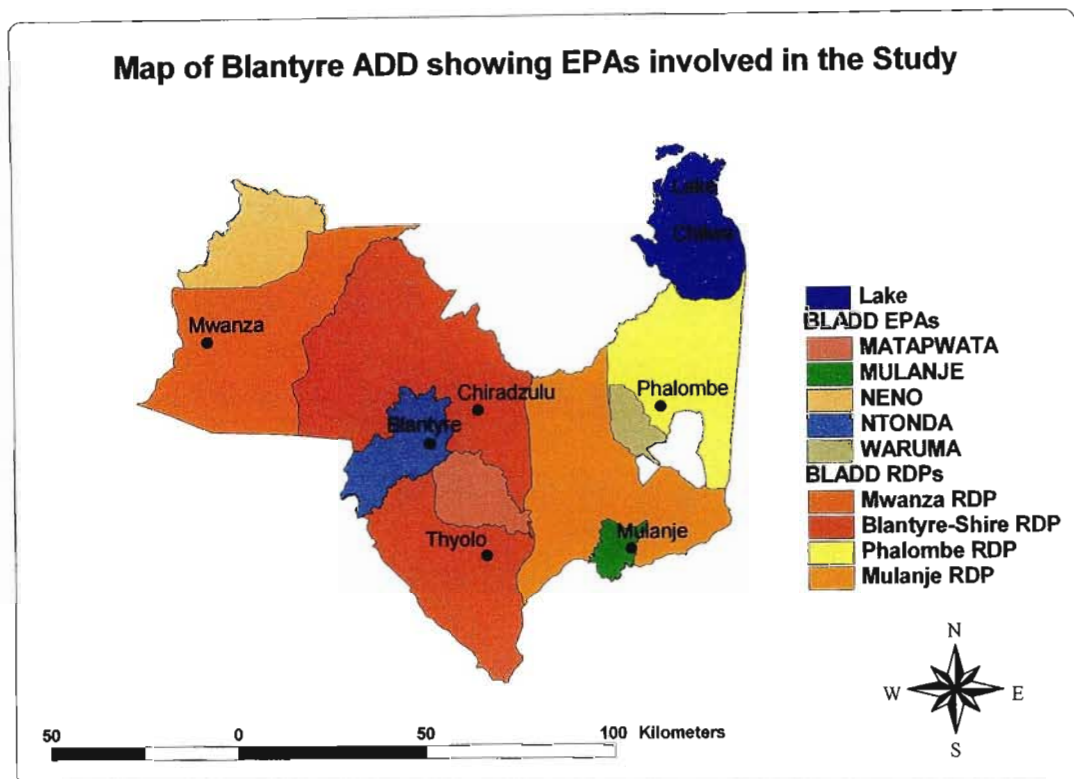 Map of Blantyre ADD showing EPAs involved in the Study
Lake
Chilwa
Mwanza
Chiradzulu
Phalombe
Blantyre
Thyolo
Mulanje
Lake
BLADD EPAs
MATAPWATA
MULANJE
NENO
NTONDA
WARUMA
BLADD RDPs
Mwanza RDP
Blantyre-Shire RDP
Phalombe RDP
Mulanje RDP
N
W E
S
50 0 50 100 Kilometers